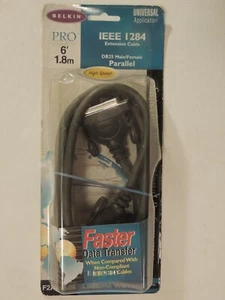 BELKIN
PRO
6'
1.8m
IEEE 1284
Extension Cable
DB25 Male/Female
Parallel
High Speed
UNIVERSAL
Application
Faster
Data Transfer
When Compared With
Non-Compliant
Cables